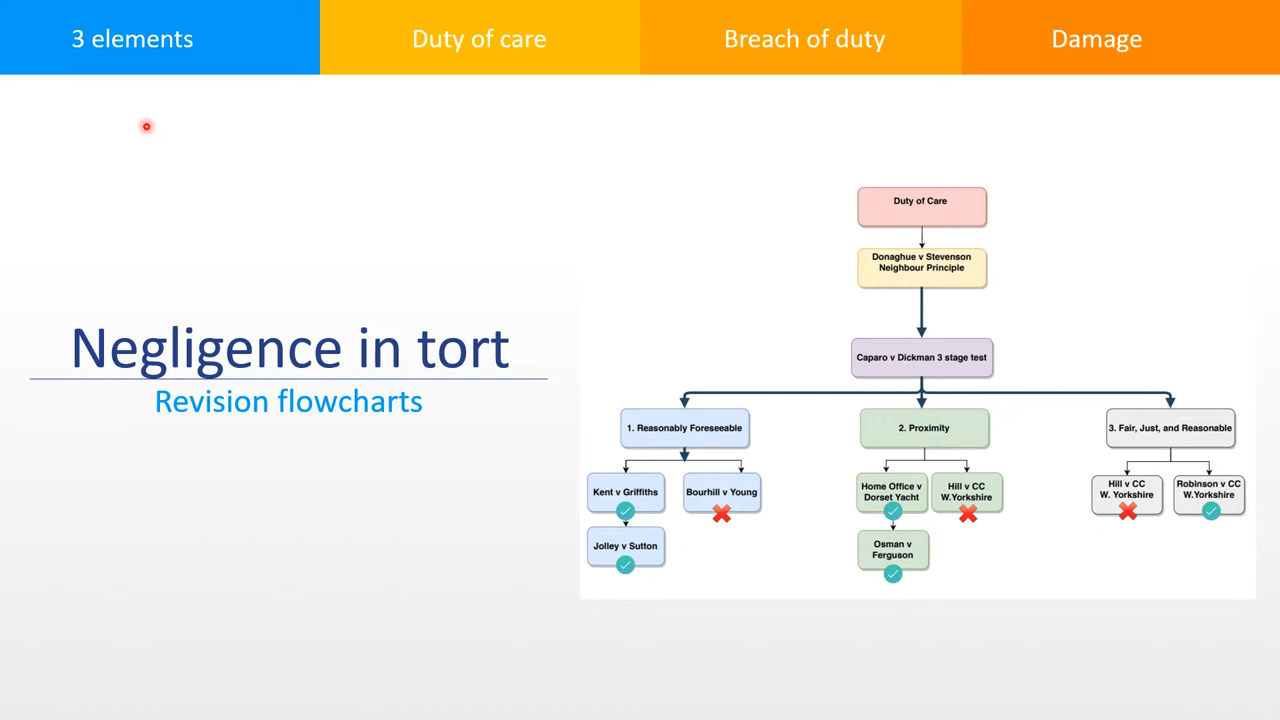 3 elements
Duty of care
Breach of duty
Damage
Negligence in tort
Revision flowcharts
Duty of Care
Donaghue v Stevenson
Neighbour Principle
Caparo v Dickman 3 stage test
1. Reasonably Foreseeable
2. Proximity
3. Fair, Just, and Reasonable
Kent v Griffiths
Bourhill v Young
Home Office v
Dorset Yacht
Hill v CC
W.Yorkshire
Hill v CC
W. Yorkshire
Robinson v CC
W.Yorkshire
Jolley v Sutton
Osman v
Ferguson